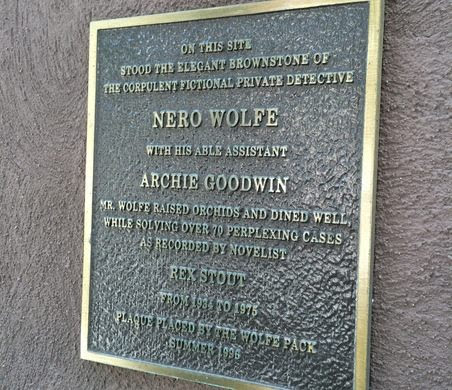 ON THIS SITE
STOOD THE ELEGANT BROWNSTONE OF
THE CORPULENT FICTIONAL PRIVATE DETECTIVE
NERO WOLFE
WITH HIS ABLE ASSISTANT
ARCHIE GOODWIN
MR. WOLFE RAISED ORCHIDS AND DINED WELL,
WHILE SOLVING OVER 70 PERPLEXING CASES
AS RECORDED BY NOVELIST
REX STOUT
FROM 1934 TO 1975
PLAQUE PLACED BY THE WOLFE PACK
SUMMER 1996